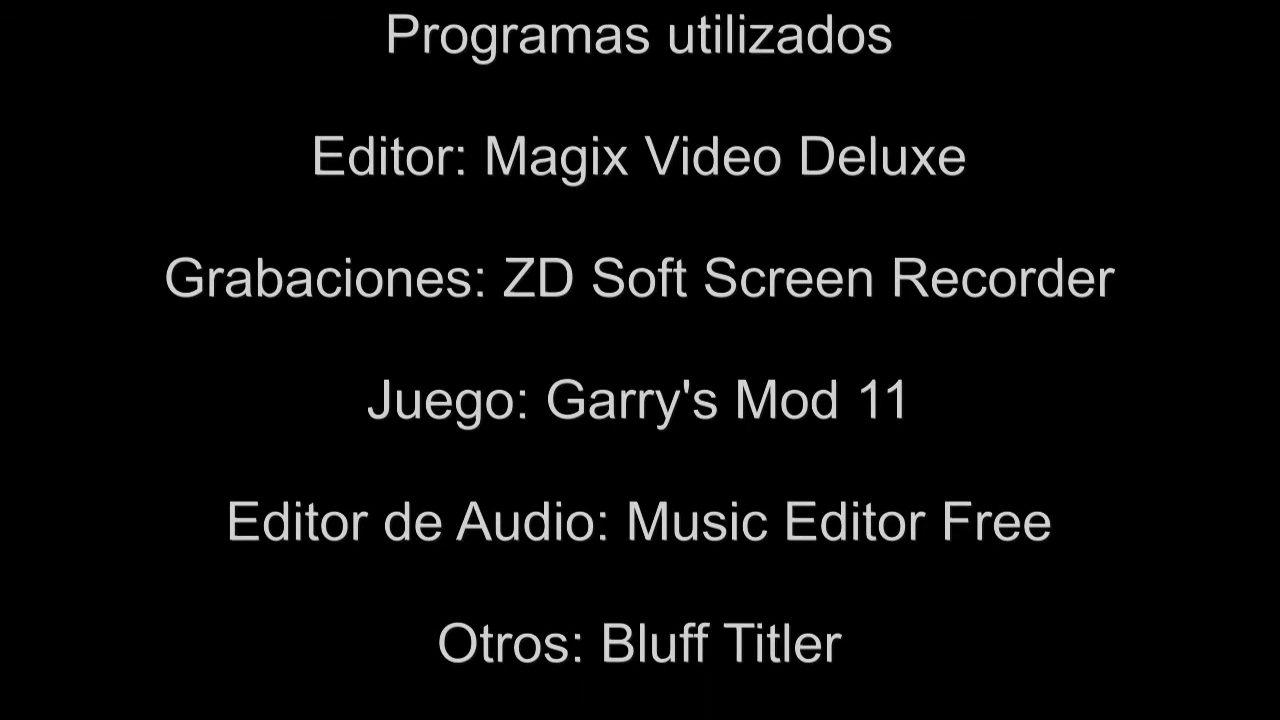 Programas utilizados
Editor: Magix Video Deluxe
Grabaciones: ZD Soft Screen Recorder
Juego: Garry's Mod 11
Editor de Audio: Music Editor Free
Otros: Bluff Titler